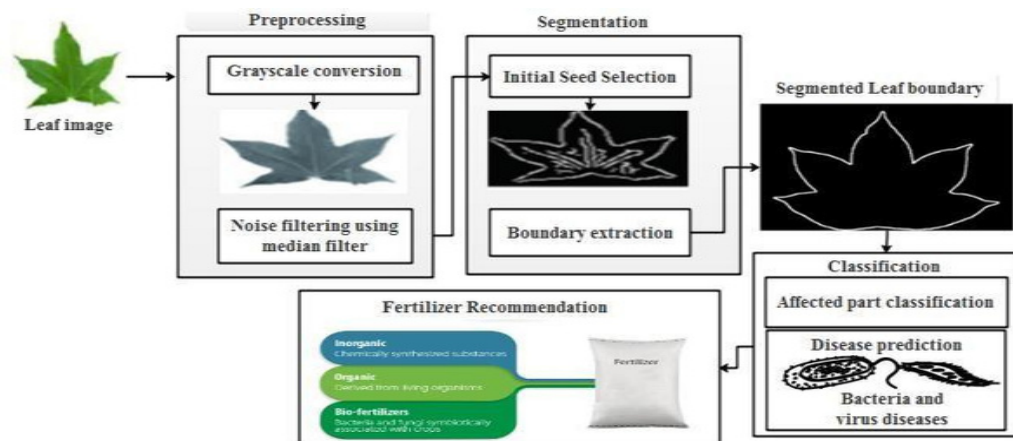 Leaf image
Preprocessing
Grayscale conversion
Noise filtering using
median filter
Segmentation
Initial Seed Selection
Boundary extraction
Segmented Leaf boundary
Classification
Affected part classification
Disease prediction
Bacteria and
virus diseases
Fertilizer Recommendation
Inorganic
Chemically synthesized substances
Organic
Derived from living organisms
Bio-fertilizers
Bacteria and fungi symbiotically
associated with crops
Fertilizer